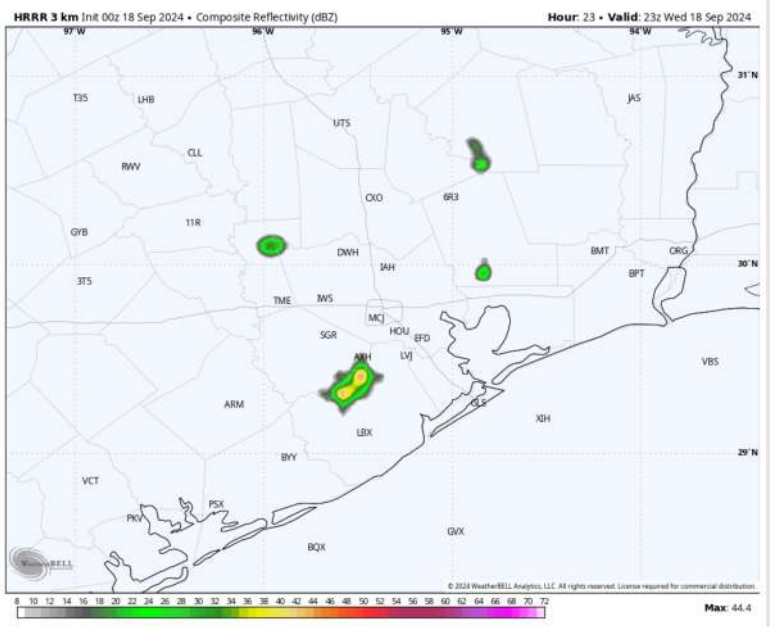 HRRR 3 km Init 00z 18 Sep 2024 • Composite Reflectivity (dBZ) Hour: 23 • Valid: 23z Wed 18 Sep 2024
97°W 96°W 95°W 94°W
31°N
T35 LHB JAS
UTS
CLL
RWV
OXO 6R3
11R
GYB
DWH BMT ORG
IAH 30°N
3T5 BPT
TME IWS
MCJ
SGR HOU EFD
AXH LVJ
VBS
ARM GLS
LBX XIH
BYY 29°N
VCT
PSX
PKV
GVX
BQX
WEATHERBELL
© 2024 WeatherBELL Analytics, LLC. All rights reserved. License required for commercial distribution.
8 10 12 14 16 18 20 22 24 26 28 30 32 34 36 38 40 42 44 46 48 50 52 54 56 58 60 62 64 66 68 70 72 Max: 44.4